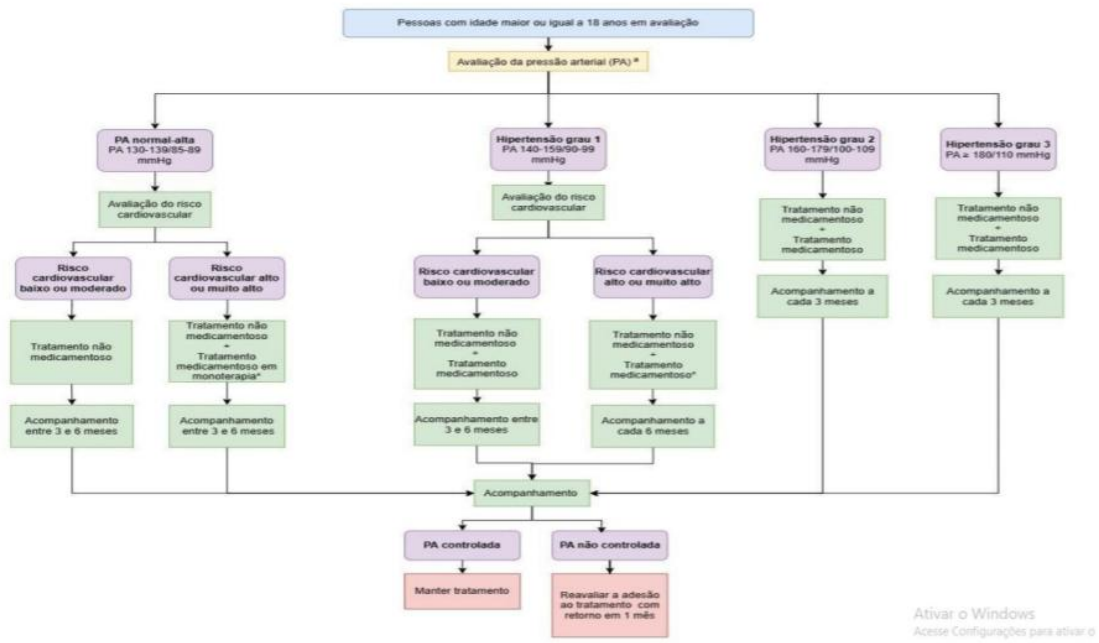 Pessoas com idade maior ou igual a 18 anos em avaliação
Avaliação da pressão arterial (PA) ª
PA normal-alta
PA 130-139/85-89
mmHg
Hipertensão grau 1
PA 140-159/90-99
mmHg
Hipertensão grau 2
PA 160-179/100-109
mmHg
Hipertensão grau 3
PA = 180/110 mmHg
Avaliação do risco
cardiovascular
Avaliação do risco
cardiovascular
Tratamento não
medicamentoso
+
Tratamento
medicamentoso
Tratamento não
medicamentoso
+
Tratamento
medicamentoso
Risco
cardiovascular
baixo ou moderado
Risco
cardiovascular alto
ou muito alto
Risco cardiovascular
baixo ou moderado
Risco cardiovascular
alto ou muito alto
Acompanhamento a
cada 3 meses
Acompanhamento a
cada 3 meses
Tratamento não
medicamentoso
Tratamento não
medicamentoso
+
Tratamento
medicamentoso em
monoterapia*
Tratamento não
medicamentoso
+
Tratamento
medicamentoso
Tratamento não
medicamentoso
+
Tratamento
medicamentoso*
Acompanhamento
entre 3 e 6 meses
Acompanhamento
entre 3 e 6 meses
Acompanhamento entre
3 e 6 meses
Acompanhamento a
cada 6 meses
Acompanhamento
PA controlada
PA não controlada
Manter tratamento
Reavaliar a adesão
ao tratamento com
retorno em 1 mês
Ativar o Windows
Acesse Configurações para ativar o